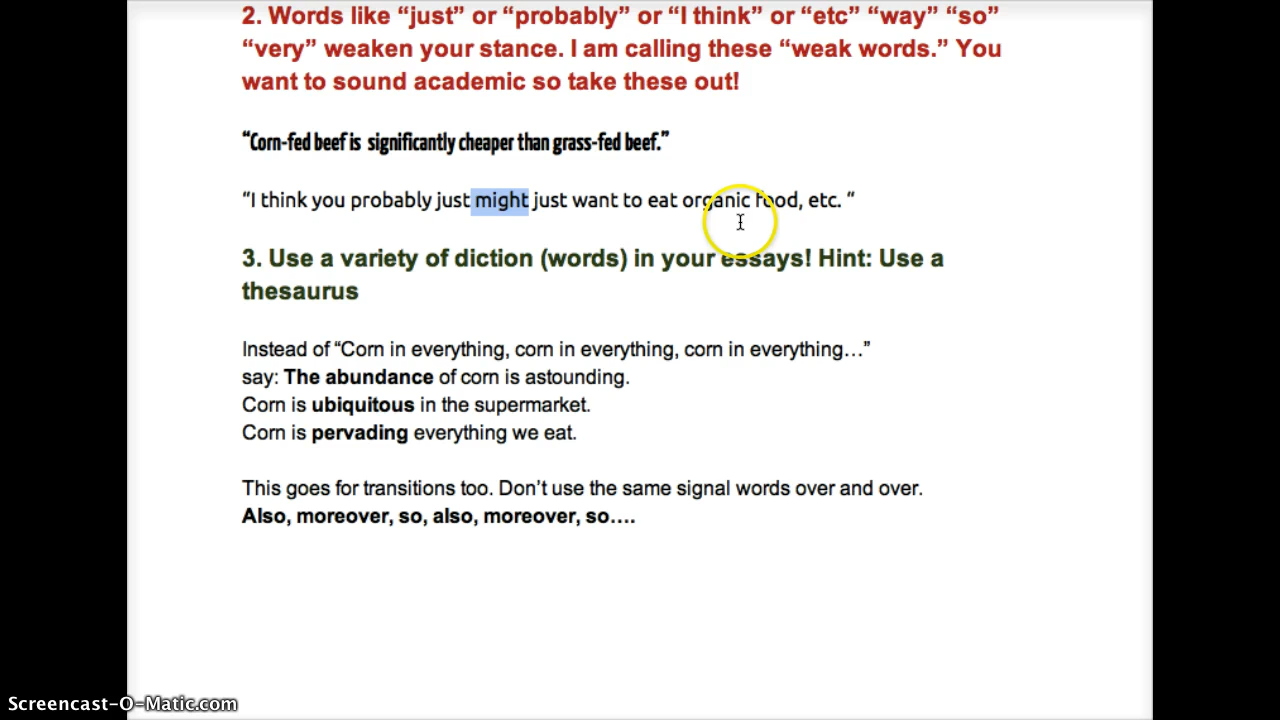 2. Words like “just” or “probably” or “I think” or “etc” “way” “so”
“very” weaken your stance. I am calling these “weak words.” You
want to sound academic so take these out!
“Corn-fed beef is significantly cheaper than grass-fed beef.”
“I think you probably just might just want to eat organic food, etc. “
3. Use a variety of diction (words) in your essays! Hint: Use a
thesaurus
Instead of “Corn in everything, corn in everything, corn in everything…”
say: The abundance of corn is astounding.
Corn is ubiquitous in the supermarket.
Corn is pervading everything we eat.
This goes for transitions too. Don’t use the same signal words over and over.
Also, moreover, so, also, moreover, so….
Screencast-O-Matic.com